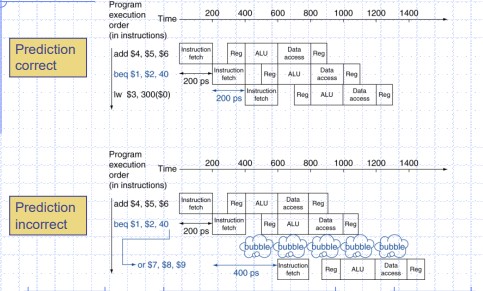 Prediction
correct
Program
execution
order
(in instructions)
Time
200 400 600 800 1000 1200 1400
add $4, $5, $6
Instruction
fetch
Reg
ALU
Data
access
Reg
beq $1, $2, 40
200 ps
Instruction
fetch
Reg
ALU
Data
access
Reg
lw $3, 300($0)
200 ps
Instruction
fetch
Reg
ALU
Data
access
Reg
Prediction
incorrect
Program
execution
order
(in instructions)
Time
200 400 600 800 1000 1200 1400
add $4, $5, $6
Instruction
fetch
Reg
ALU
Data
access
Reg
beq $1, $2, 40
200 ps
Instruction
fetch
Reg
ALU
Data
access
Reg
bubble bubble bubble bubble bubble
or $7, $8, $9
400 ps
Instruction
fetch
Reg
ALU
Data
access
Reg